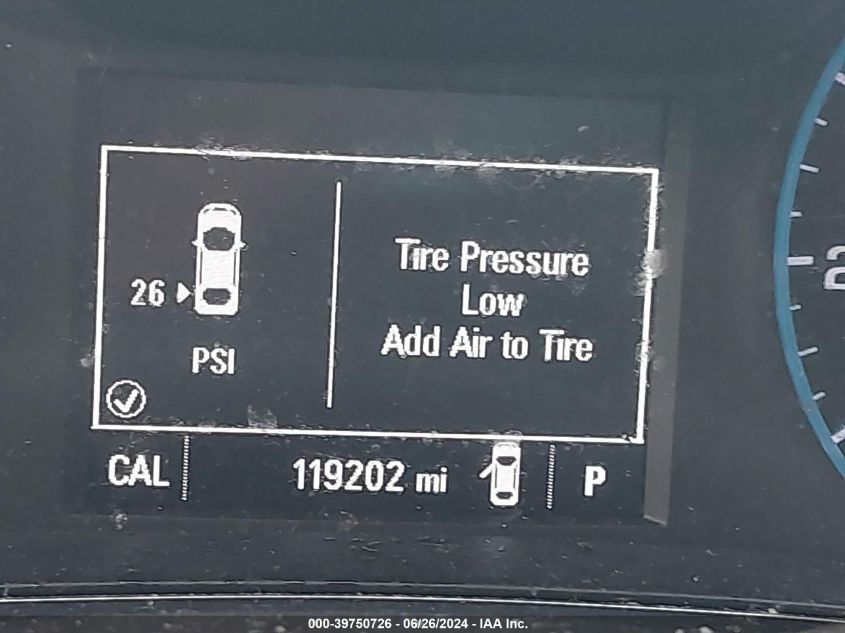 26
PSI
Tire Pressure
Low
Add Air to Tire
CAL
119202 mi
P
2
000-39750726 - 06/26/2024 - IAA Inc.